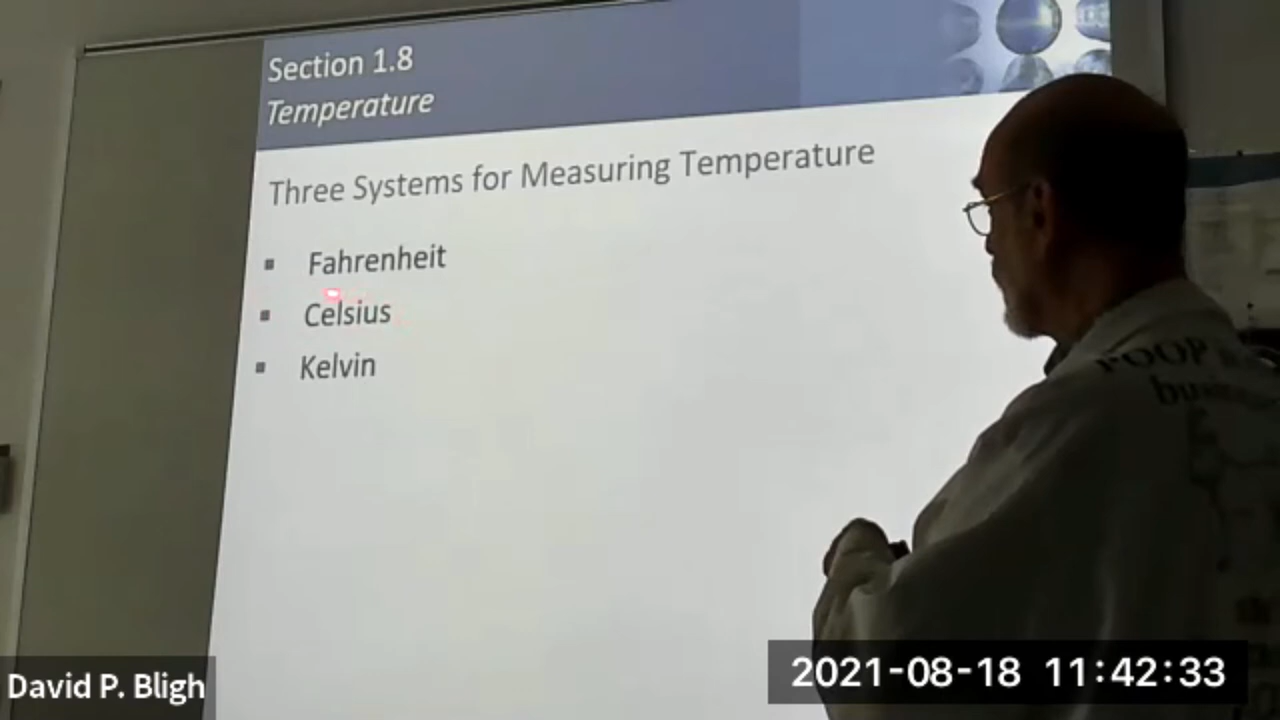 Section 1.8
Temperature
Three Systems for Measuring Temperature
▪ Fahrenheit
▪ Celsius
▪ Kelvin
POOP
David P. Bligh
2021-08-18 11:42:33